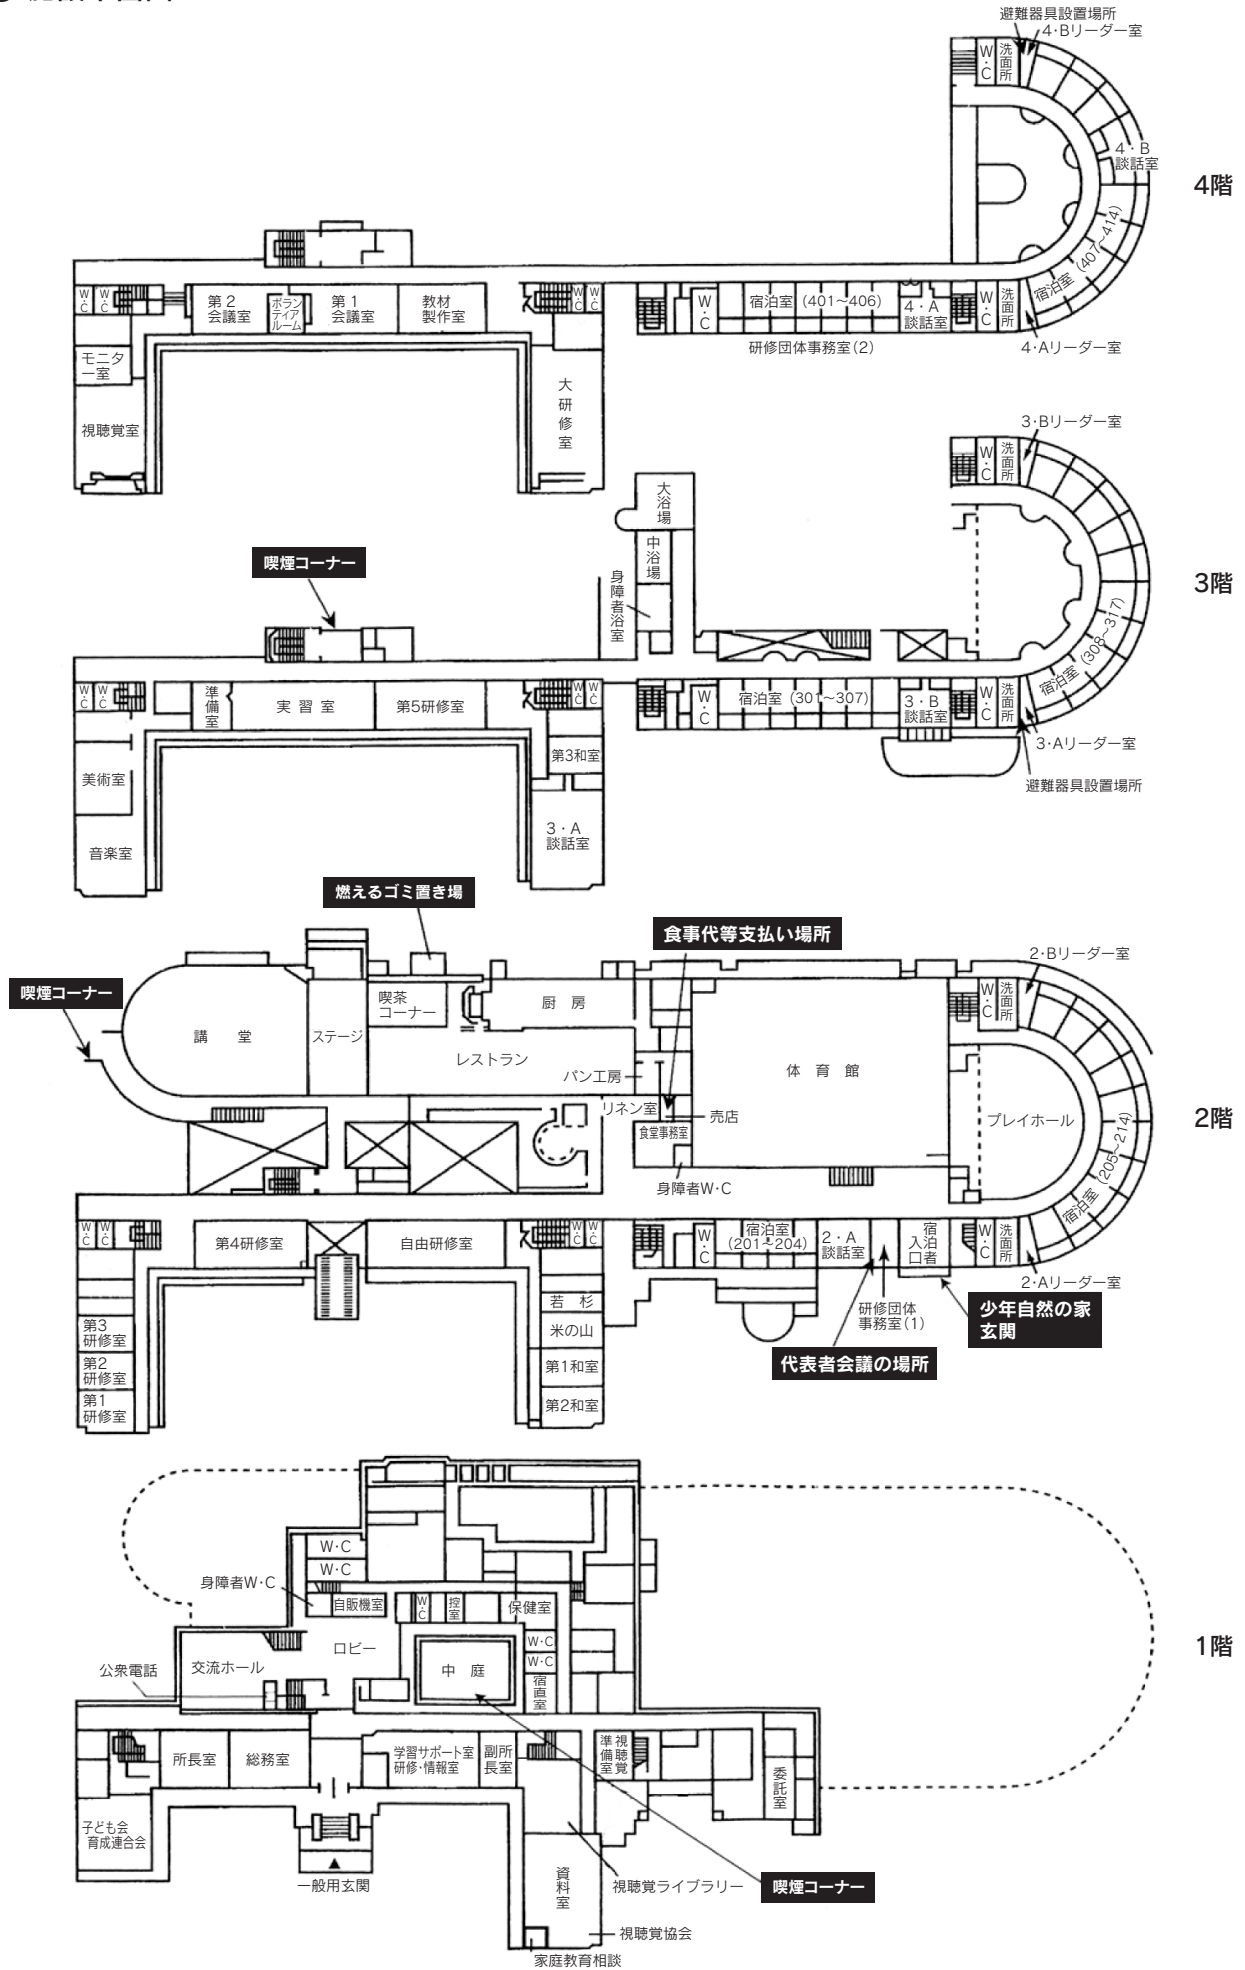 避難器具設置場所
4・Bリーダー室
W・C
洗面所
4・B
談話室
4階
宿泊室 (407～414)
W・C
W・C
第2
会議室
ボラン
ティア
ルーム
第1
会議室
教材
製作室
W・C
W・C
W・C
宿泊室 (401～406)
4・A
談話室
W・C
洗面所
研修団体事務室(2)
4・Aリーダー室
モニタ
ー室
視聴覚室
大研修室
3・Bリーダー室
W・C
洗面所
大浴場
中浴場
身障者浴室
喫煙コーナー
3階
宿泊室 (308～317)
W・C
W・C
準備室
実習室
第5研修室
W・C
W・C
W・C
宿泊室 (301～307)
3・B
談話室
W・C
洗面所
3・Aリーダー室
避難器具設置場所
美術室
音楽室
第3和室
3・A
談話室
燃えるゴミ置き場
食事代等支払い場所
2・Bリーダー室
喫煙コーナー
喫茶
コーナー
厨房
W・C
洗面所
講堂
ステージ
レストラン
パン工房
体育館
リネン室
売店
食堂事務室
プレイホール
2階
身障者W・C
宿泊室 (205～214)
W・C
W・C
第4研修室
自由研修室
W・C
W・C
W・C
宿泊室
(201～204)
2・A
談話室
宿泊者入口
W・C
洗面所
2・Aリーダー室
若杉
米の山
第1和室
第2和室
研修団体
事務室(1)
少年自然の家
玄関
代表者会議の場所
第3
研修室
第2
研修室
第1
研修室
W・C
W・C
身障者W・C
自販機室
W・C
控室
保健室
ロビー
W・C
W・C
交流ホール
中庭
宿直室
公衆電話
1階
所長室
総務室
学習サポート室
研修・情報室
副所
長室
視聴覚
準備室
委託室
子ども会
育成連合会
一般用玄関
資料室
視聴覚ライブラリー
喫煙コーナー
視聴覚協会
家庭教育相談